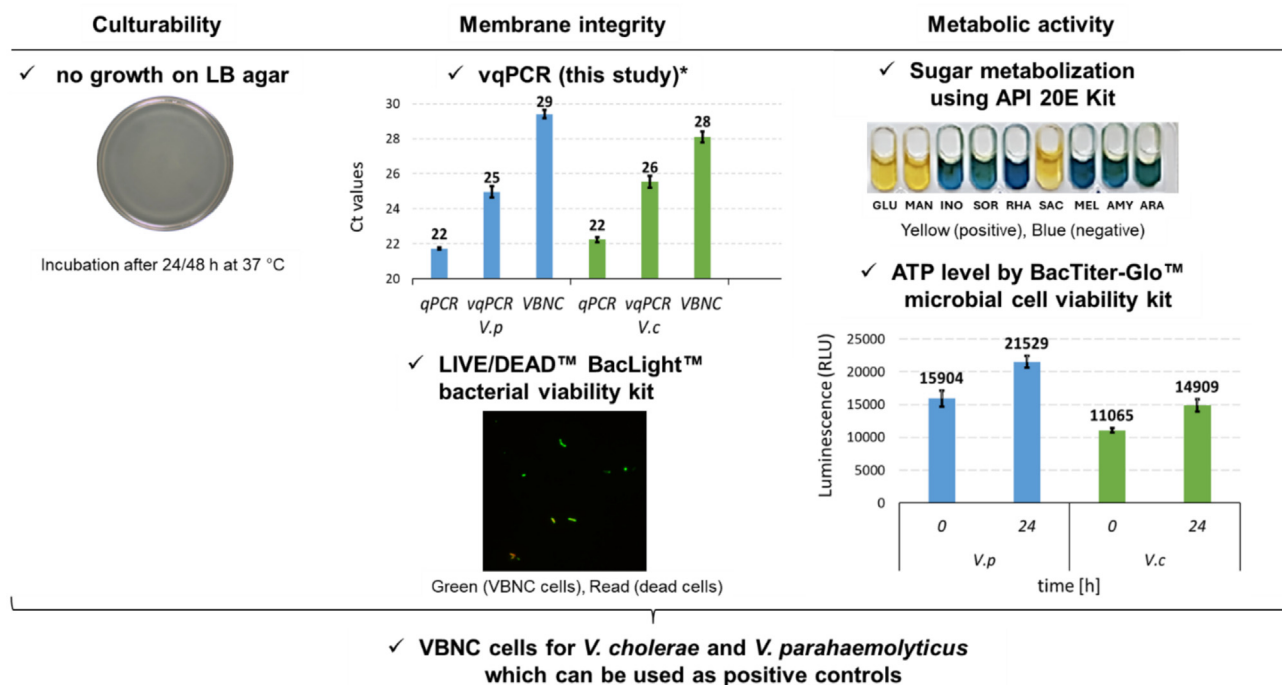 Culturability
Membrane integrity
Metabolic activity
✓ no growth on LB agar
Incubation after 24/48 h at 37 °C
✓ vqPCR (this study)*
Ct values
30
28
26
24
22
20
22
25
29
22
26
28
qPCR vqPCR VBNC qPCR vqPCR VBNC
V.p V.c
✓ LIVE/DEAD™ BacLight™
bacterial viability kit
Green (VBNC cells), Read (dead cells)
✓ Sugar metabolization
using API 20E Kit
GLU MAN INO SOR RHA SAC MEL AMY ARA
Yellow (positive), Blue (negative)
✓ ATP level by BacTiter-Glo™
microbial cell viability kit
Luminescence (RLU)
25000
20000
15000
10000
5000
0
15904
21529
11065
14909
0 24 0 24
V.p V.c
time [h]
✓ VBNC cells for V. cholerae and V. parahaemolyticus
which can be used as positive controls